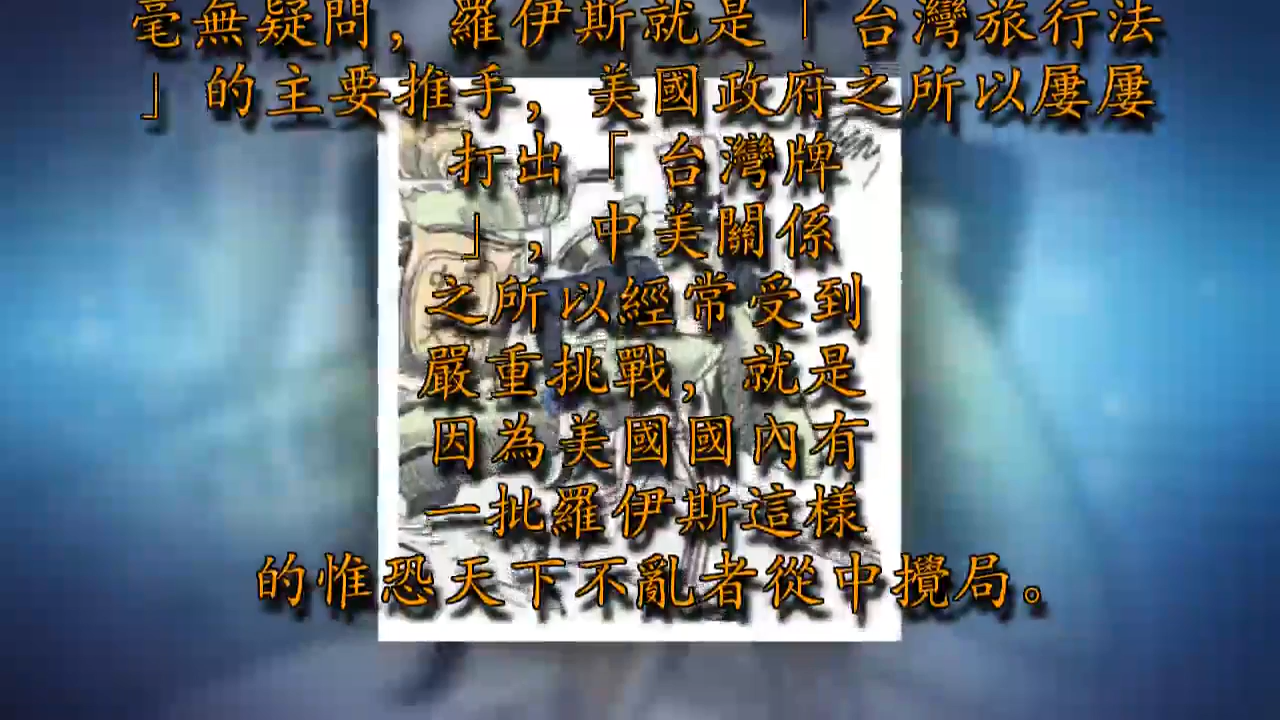 毫無疑問，羅伊斯就是「台灣旅行法
」的主要推手，美國政府之所以屢屢
打出「台灣牌
」，中美關係
之所以經常受到
嚴重挑戰，就是
因為美國國內有
一批羅伊斯這樣
的惟恐天下不亂者從中攪局。